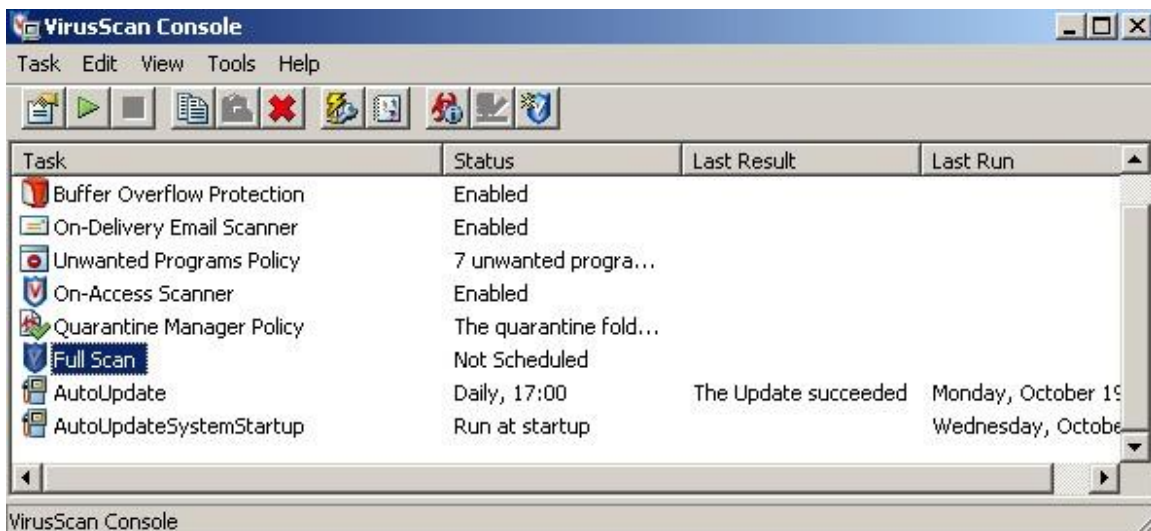 VirusScan Console
Task Edit View Tools Help
Task Status Last Result Last Run
Buffer Overflow Protection Enabled
On-Delivery Email Scanner Enabled
Unwanted Programs Policy 7 unwanted progra...
On-Access Scanner Enabled
Quarantine Manager Policy The quarantine fold...
Full Scan Not Scheduled
AutoUpdate Daily, 17:00 The Update succeeded Monday, October 19
AutoUpdateSystemStartup Run at startup Wednesday, Octobe
VirusScan Console